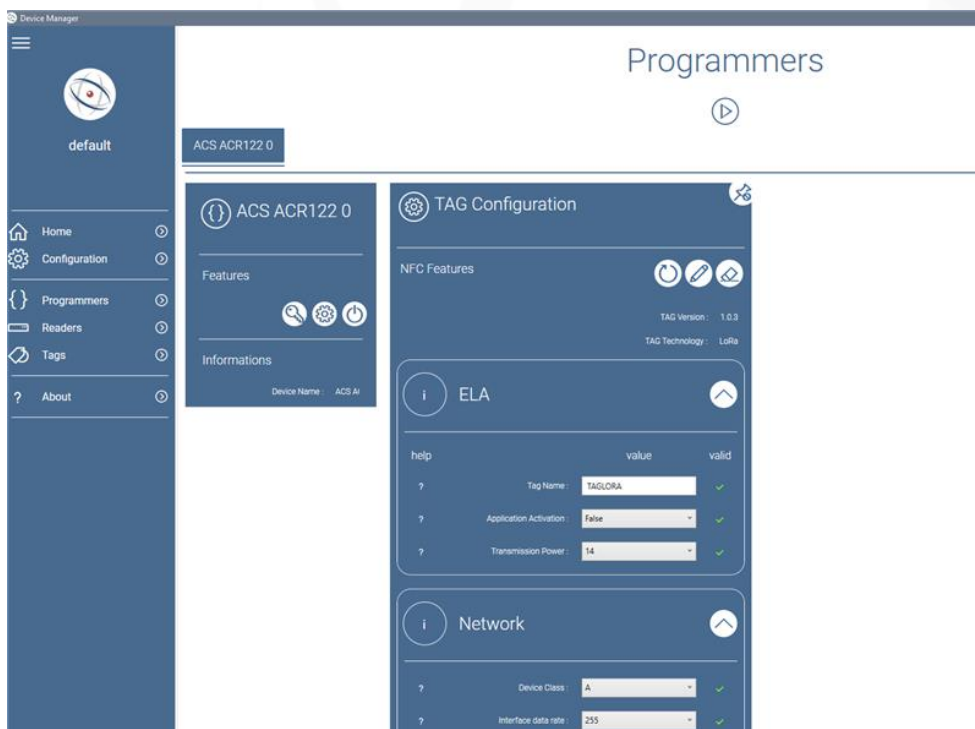 Device Manager
Programmers
default
ACS ACR122 0
ACS ACR122 0
TAG Configuration
Home
Configuration
Features
NFC Features
Programmers
TAG Version : 1.0.3
Readers
TAG Technology : LoRa
Tags
Informations
Device Name : ACS A
i ELA
? About
help value valid
? Tag Name : TAGLORA
? Application Activation : False
? Transmission Power : 14
i Network
? Device Class : A
? Interface data rate : 255